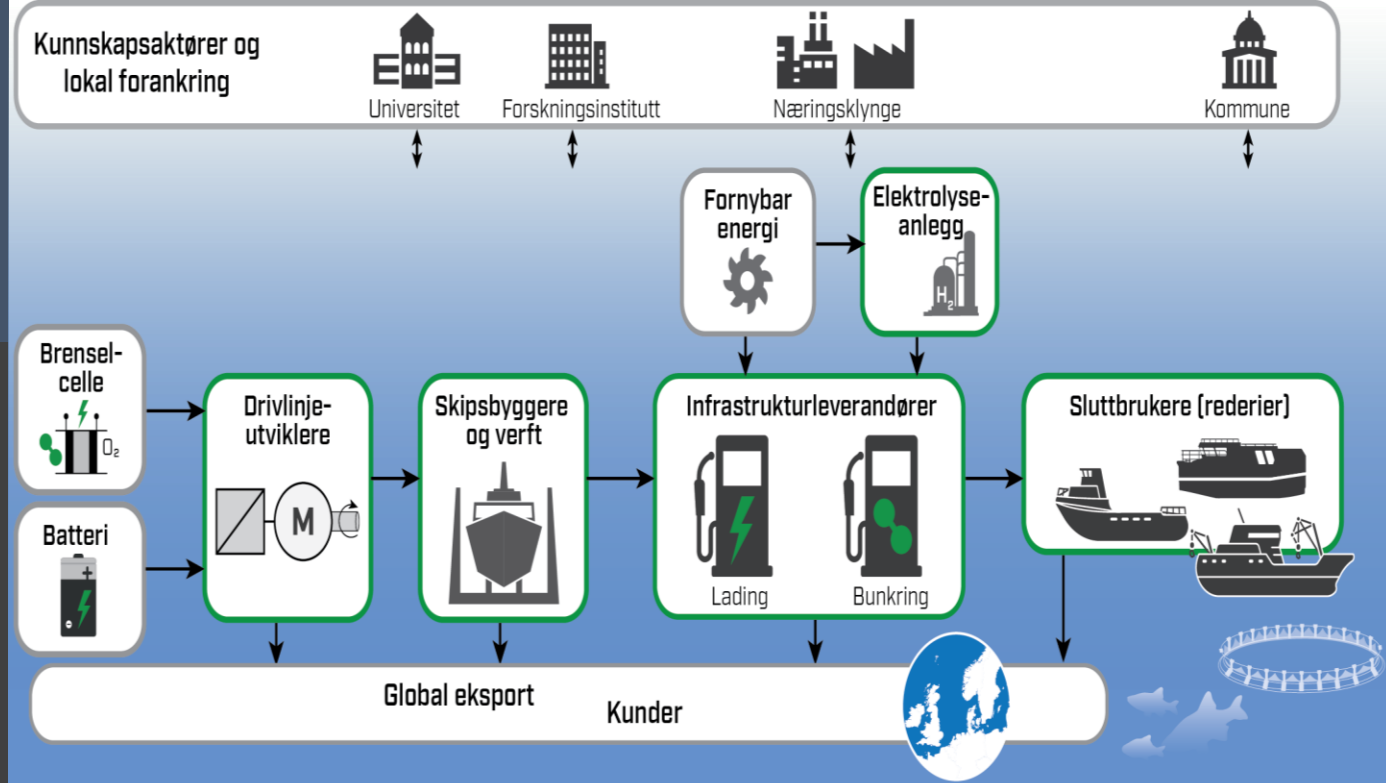 Kunnskapsaktører og
lokal forankring
Universitet
Forskningsinstitutt
Næringsklynge
Kommune
Fornybar
energi
Elektrolyse-
anlegg
H2
Brensel-
celle
O2
Batteri
+
-
Drivlinje-
utviklere
M
Skipsbyggere
og verft
Infrastrukturleverandører
Lading
Bunkring
Sluttbrukere (rederier)
Global eksport
Kunder